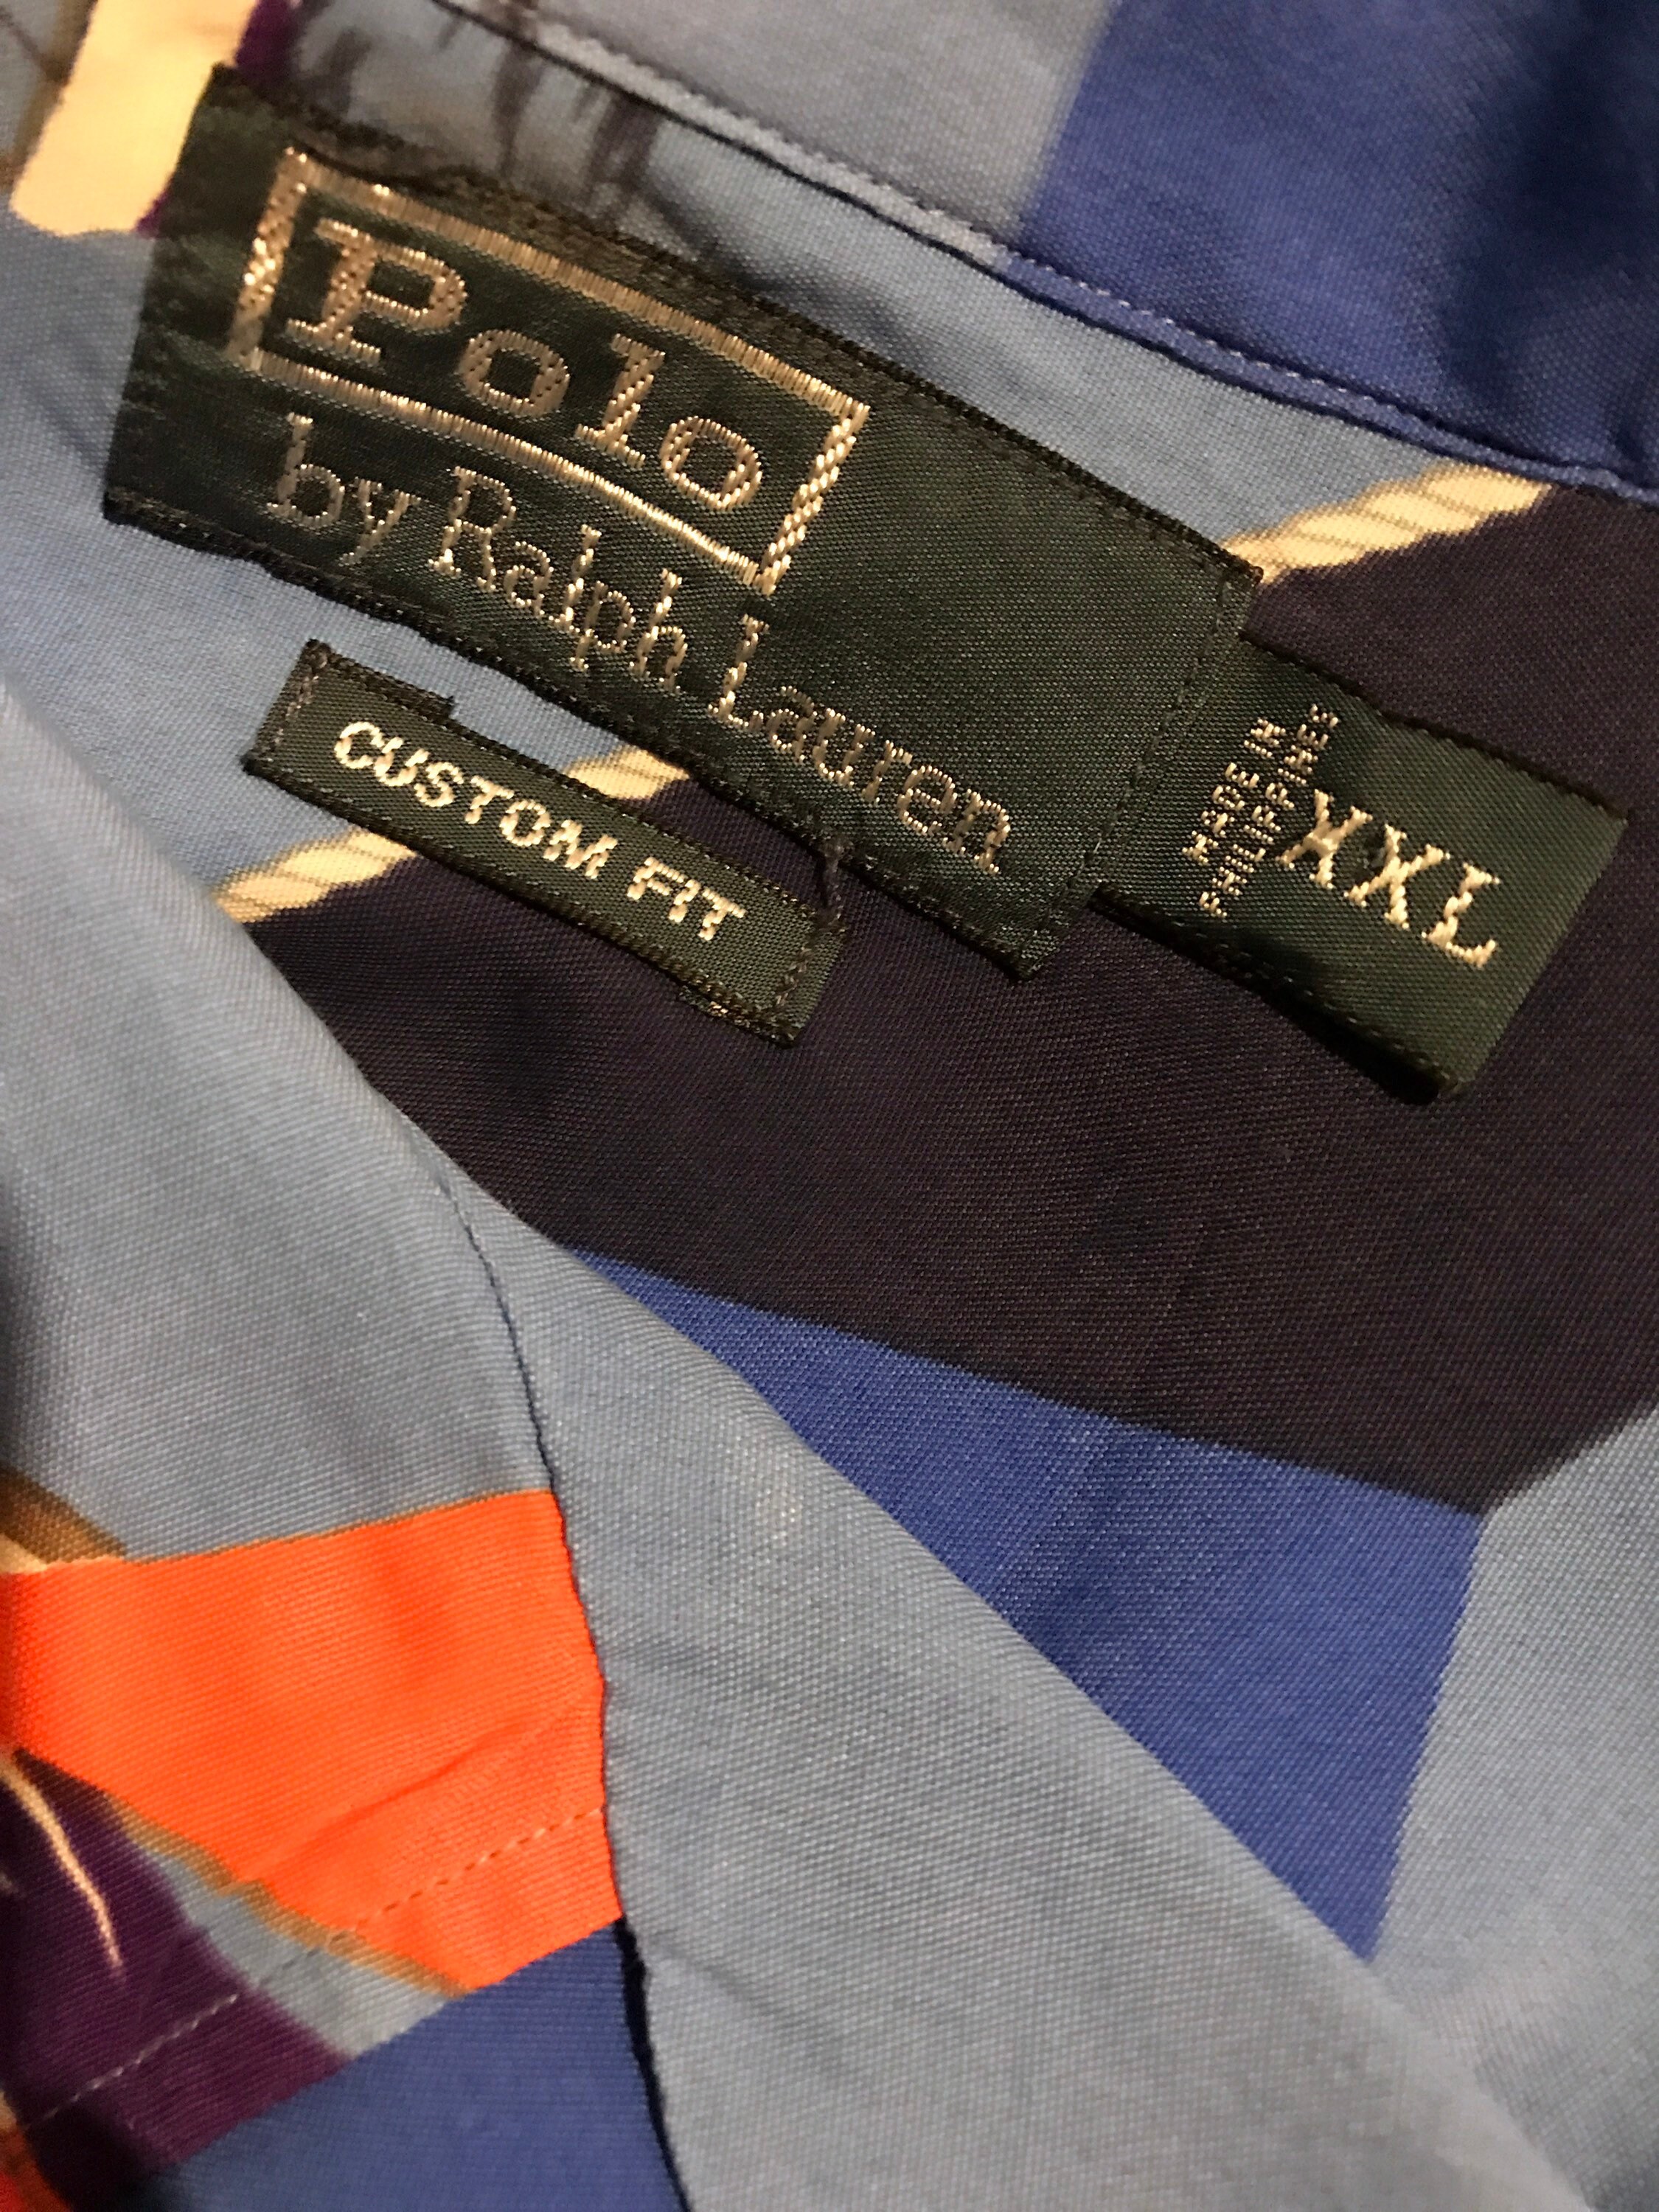 Polo
by Ralph Lauren
CUSTOM FIT
MADE IN
PHILIPPINES
XXL